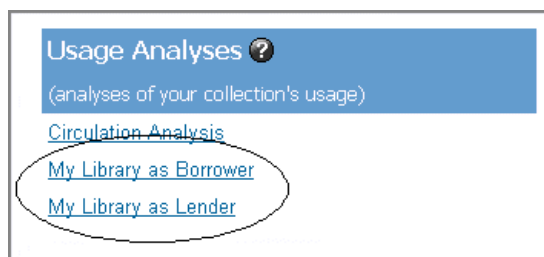 Usage Analyses ?
(analyses of your collection's usage)
Circulation Analysis
My Library as Borrower
My Library as Lender